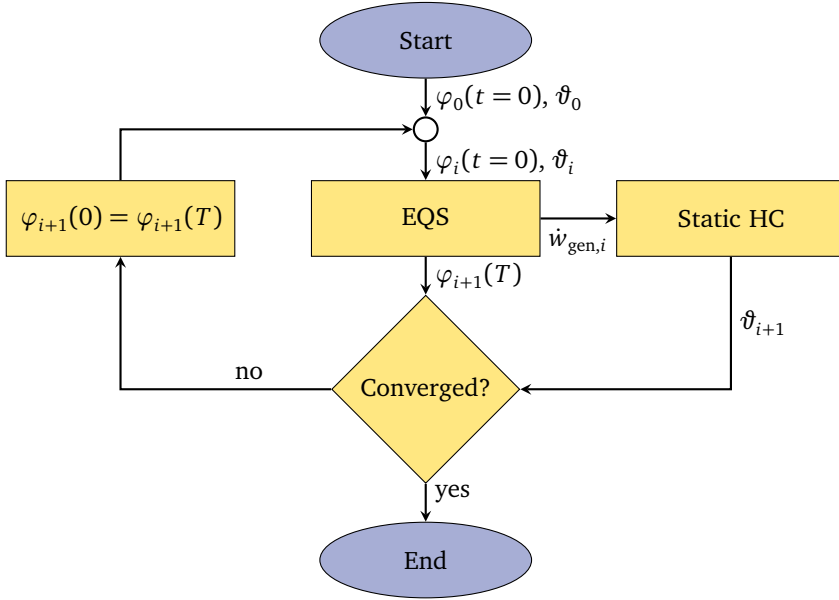 Start
φ₀(t = 0), ϑ₀
φᵢ(t = 0), ϑᵢ
φᵢ₊₁(0) = φᵢ₊₁(T)
EQS
ẇ_gen,i
Static HC
φᵢ₊₁(T)
ϑᵢ₊₁
no
Converged?
yes
End